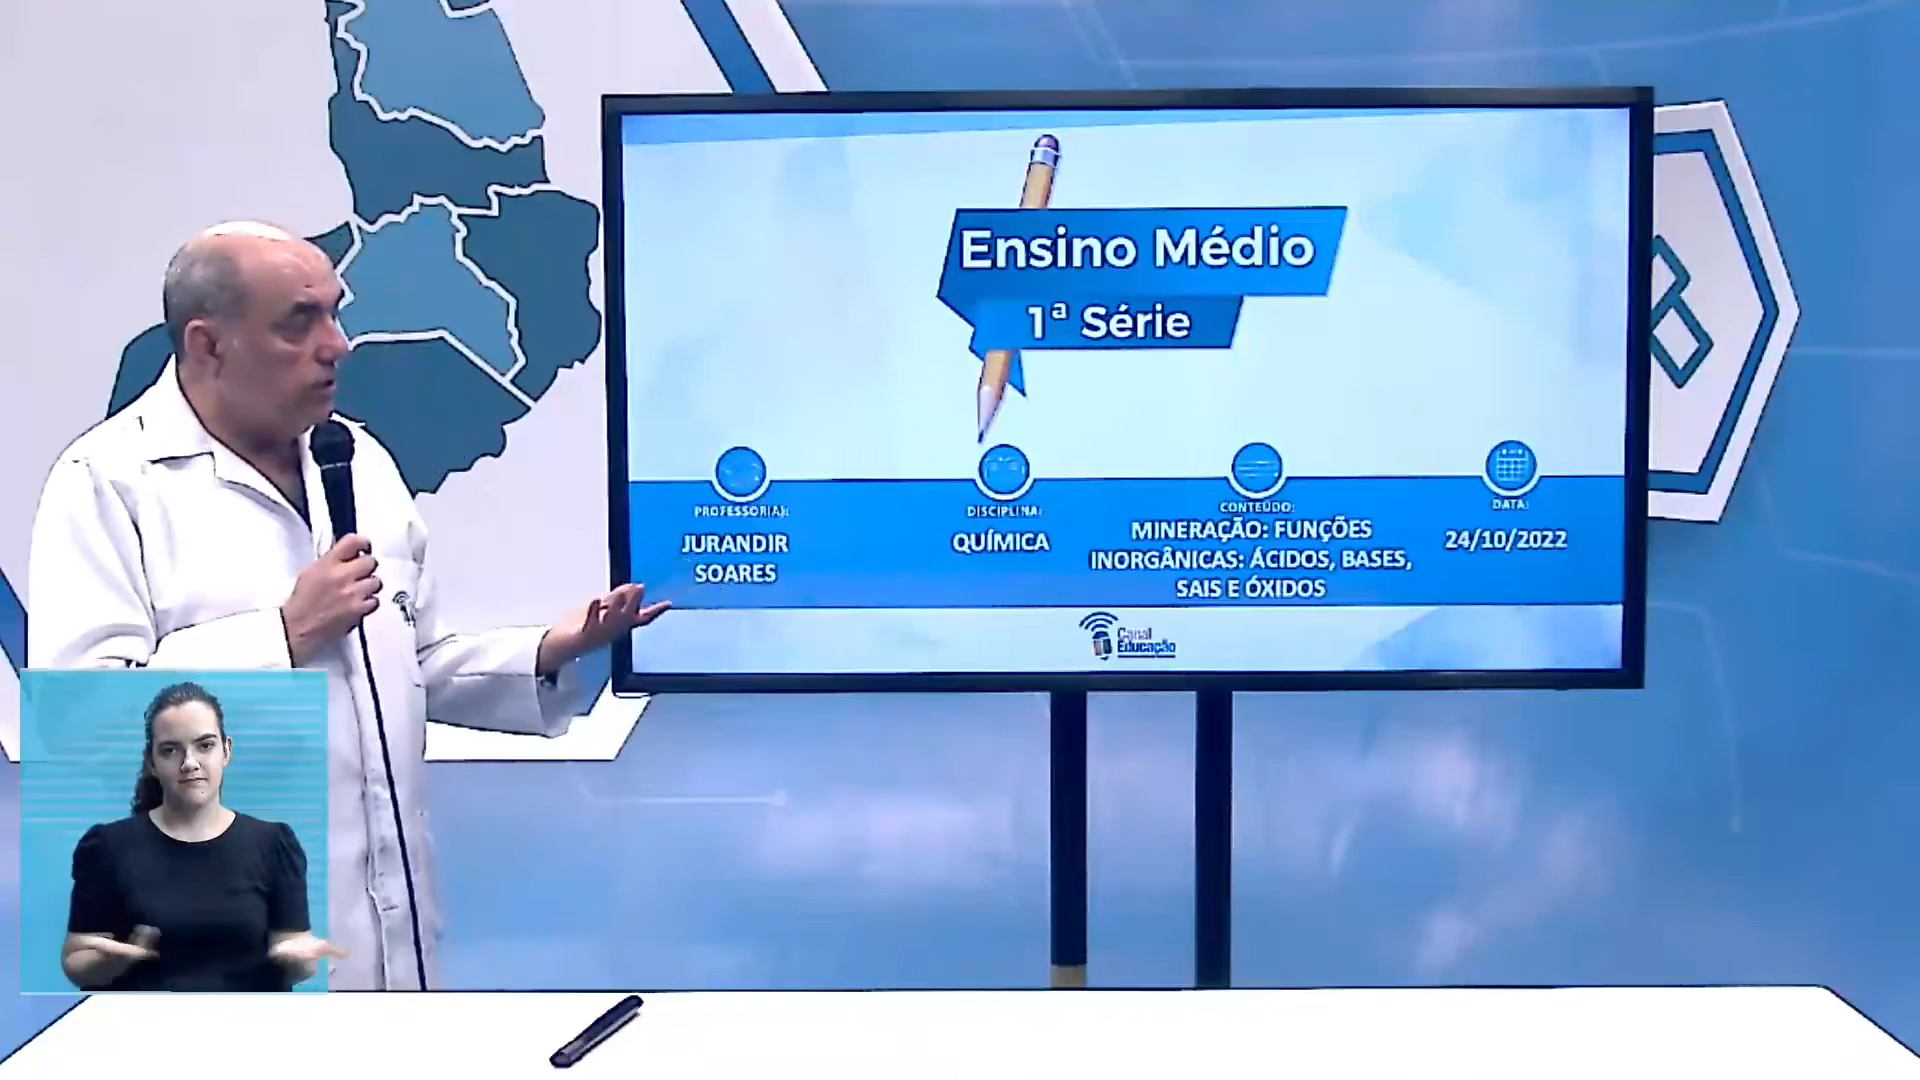 Ensino Médio
1ª Série
PROFESSOR(A):
JURANDIR
SOARES
DISCIPLINA:
QUÍMICA
CONTEÚDO:
MINERAÇÃO: FUNÇÕES
INORGÂNICAS: ÁCIDOS, BASES,
SAIS E ÓXIDOS
DATA:
24/10/2022
Canal
Educação